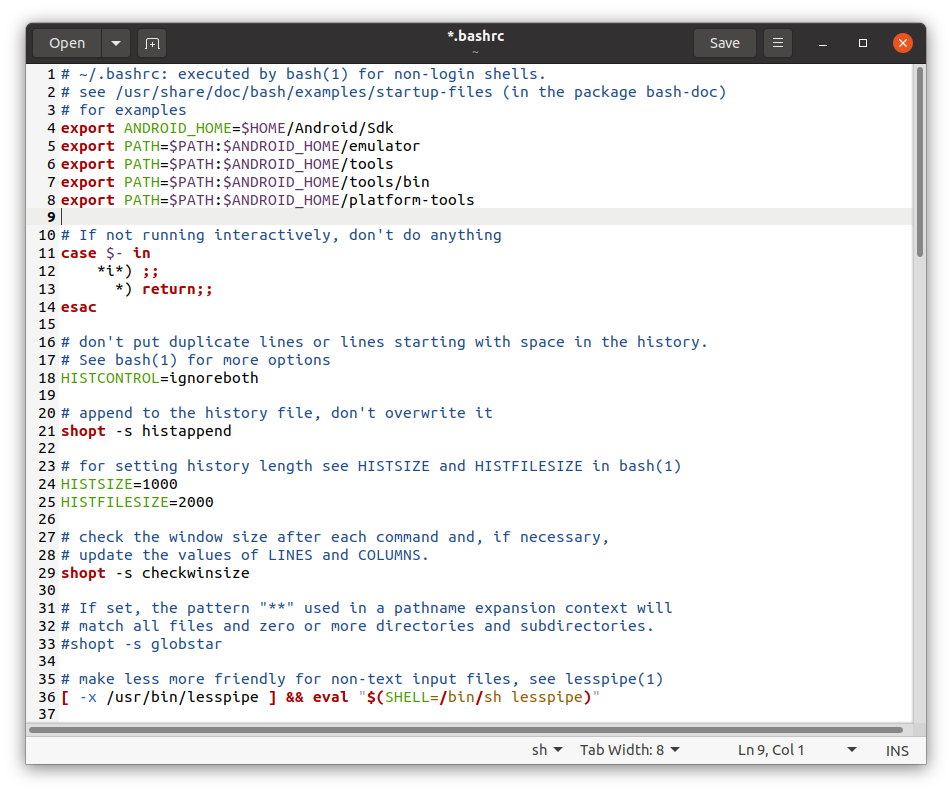 Open
*.bashrc
~
Save
1 # ~/.bashrc: executed by bash(1) for non-login shells.
2 # see /usr/share/doc/bash/examples/startup-files (in the package bash-doc)
3 # for examples
4 export ANDROID_HOME=$HOME/Android/Sdk
5 export PATH=$PATH:$ANDROID_HOME/emulator
6 export PATH=$PATH:$ANDROID_HOME/tools
7 export PATH=$PATH:$ANDROID_HOME/tools/bin
8 export PATH=$PATH:$ANDROID_HOME/platform-tools
9
10 # If not running interactively, don't do anything
11 case $- in
12     *i*) ;;
13       *) return;;
14 esac
15
16 # don't put duplicate lines or lines starting with space in the history.
17 # See bash(1) for more options
18 HISTCONTROL=ignoreboth
19
20 # append to the history file, don't overwrite it
21 shopt -s histappend
22
23 # for setting history length see HISTSIZE and HISTFILESIZE in bash(1)
24 HISTSIZE=1000
25 HISTFILESIZE=2000
26
27 # check the window size after each command and, if necessary,
28 # update the values of LINES and COLUMNS.
29 shopt -s checkwinsize
30
31 # If set, the pattern "**" used in a pathname expansion context will
32 # match all files and zero or more directories and subdirectories.
33 #shopt -s globstar
34
35 # make less more friendly for non-text input files, see lesspipe(1)
36 [ -x /usr/bin/lesspipe ] && eval "$(SHELL=/bin/sh lesspipe)"
37
sh Tab Width: 8 Ln 9, Col 1 INS